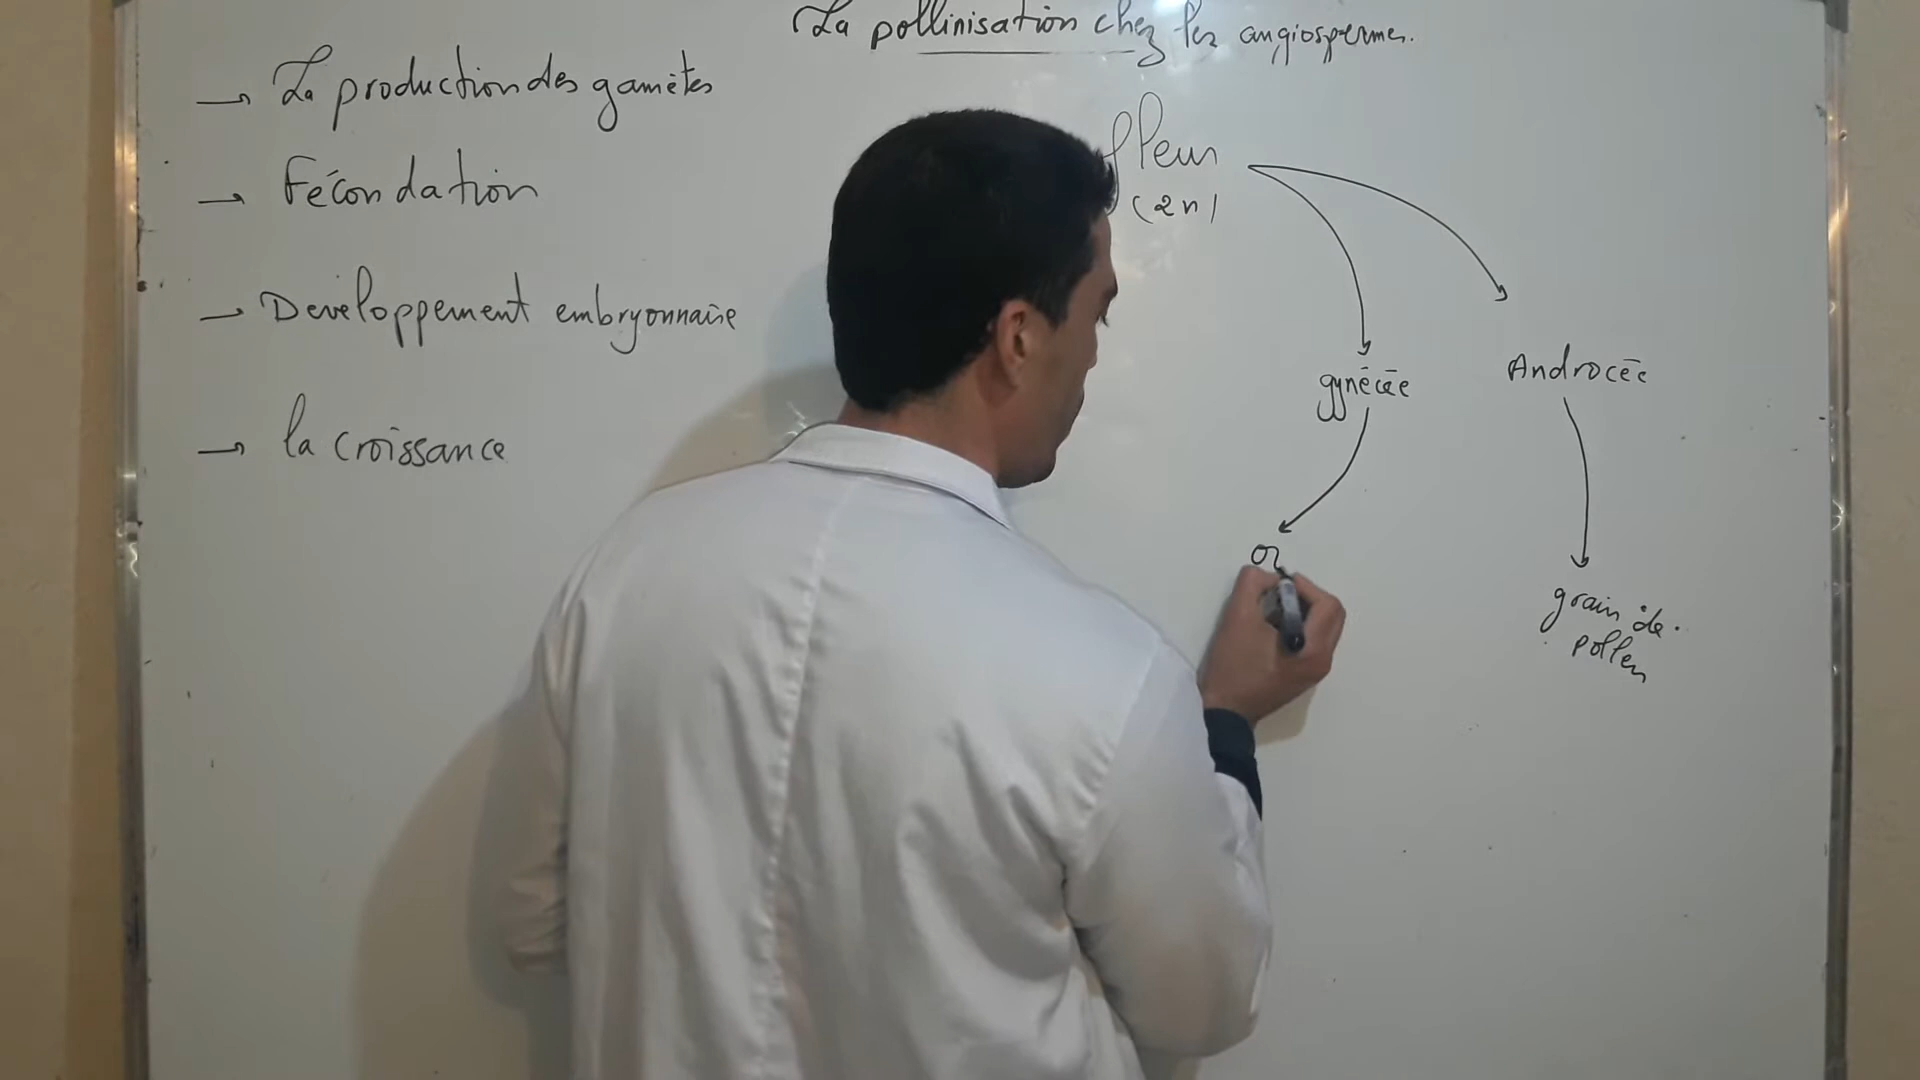 La pollinisation chez les angiospermes.
→ La production des gamètes
→ Fécondation
→ Developpement embryonnaire
→ la croissance
fleur
(2n)
gynécée
Androcée
grain de
pollen